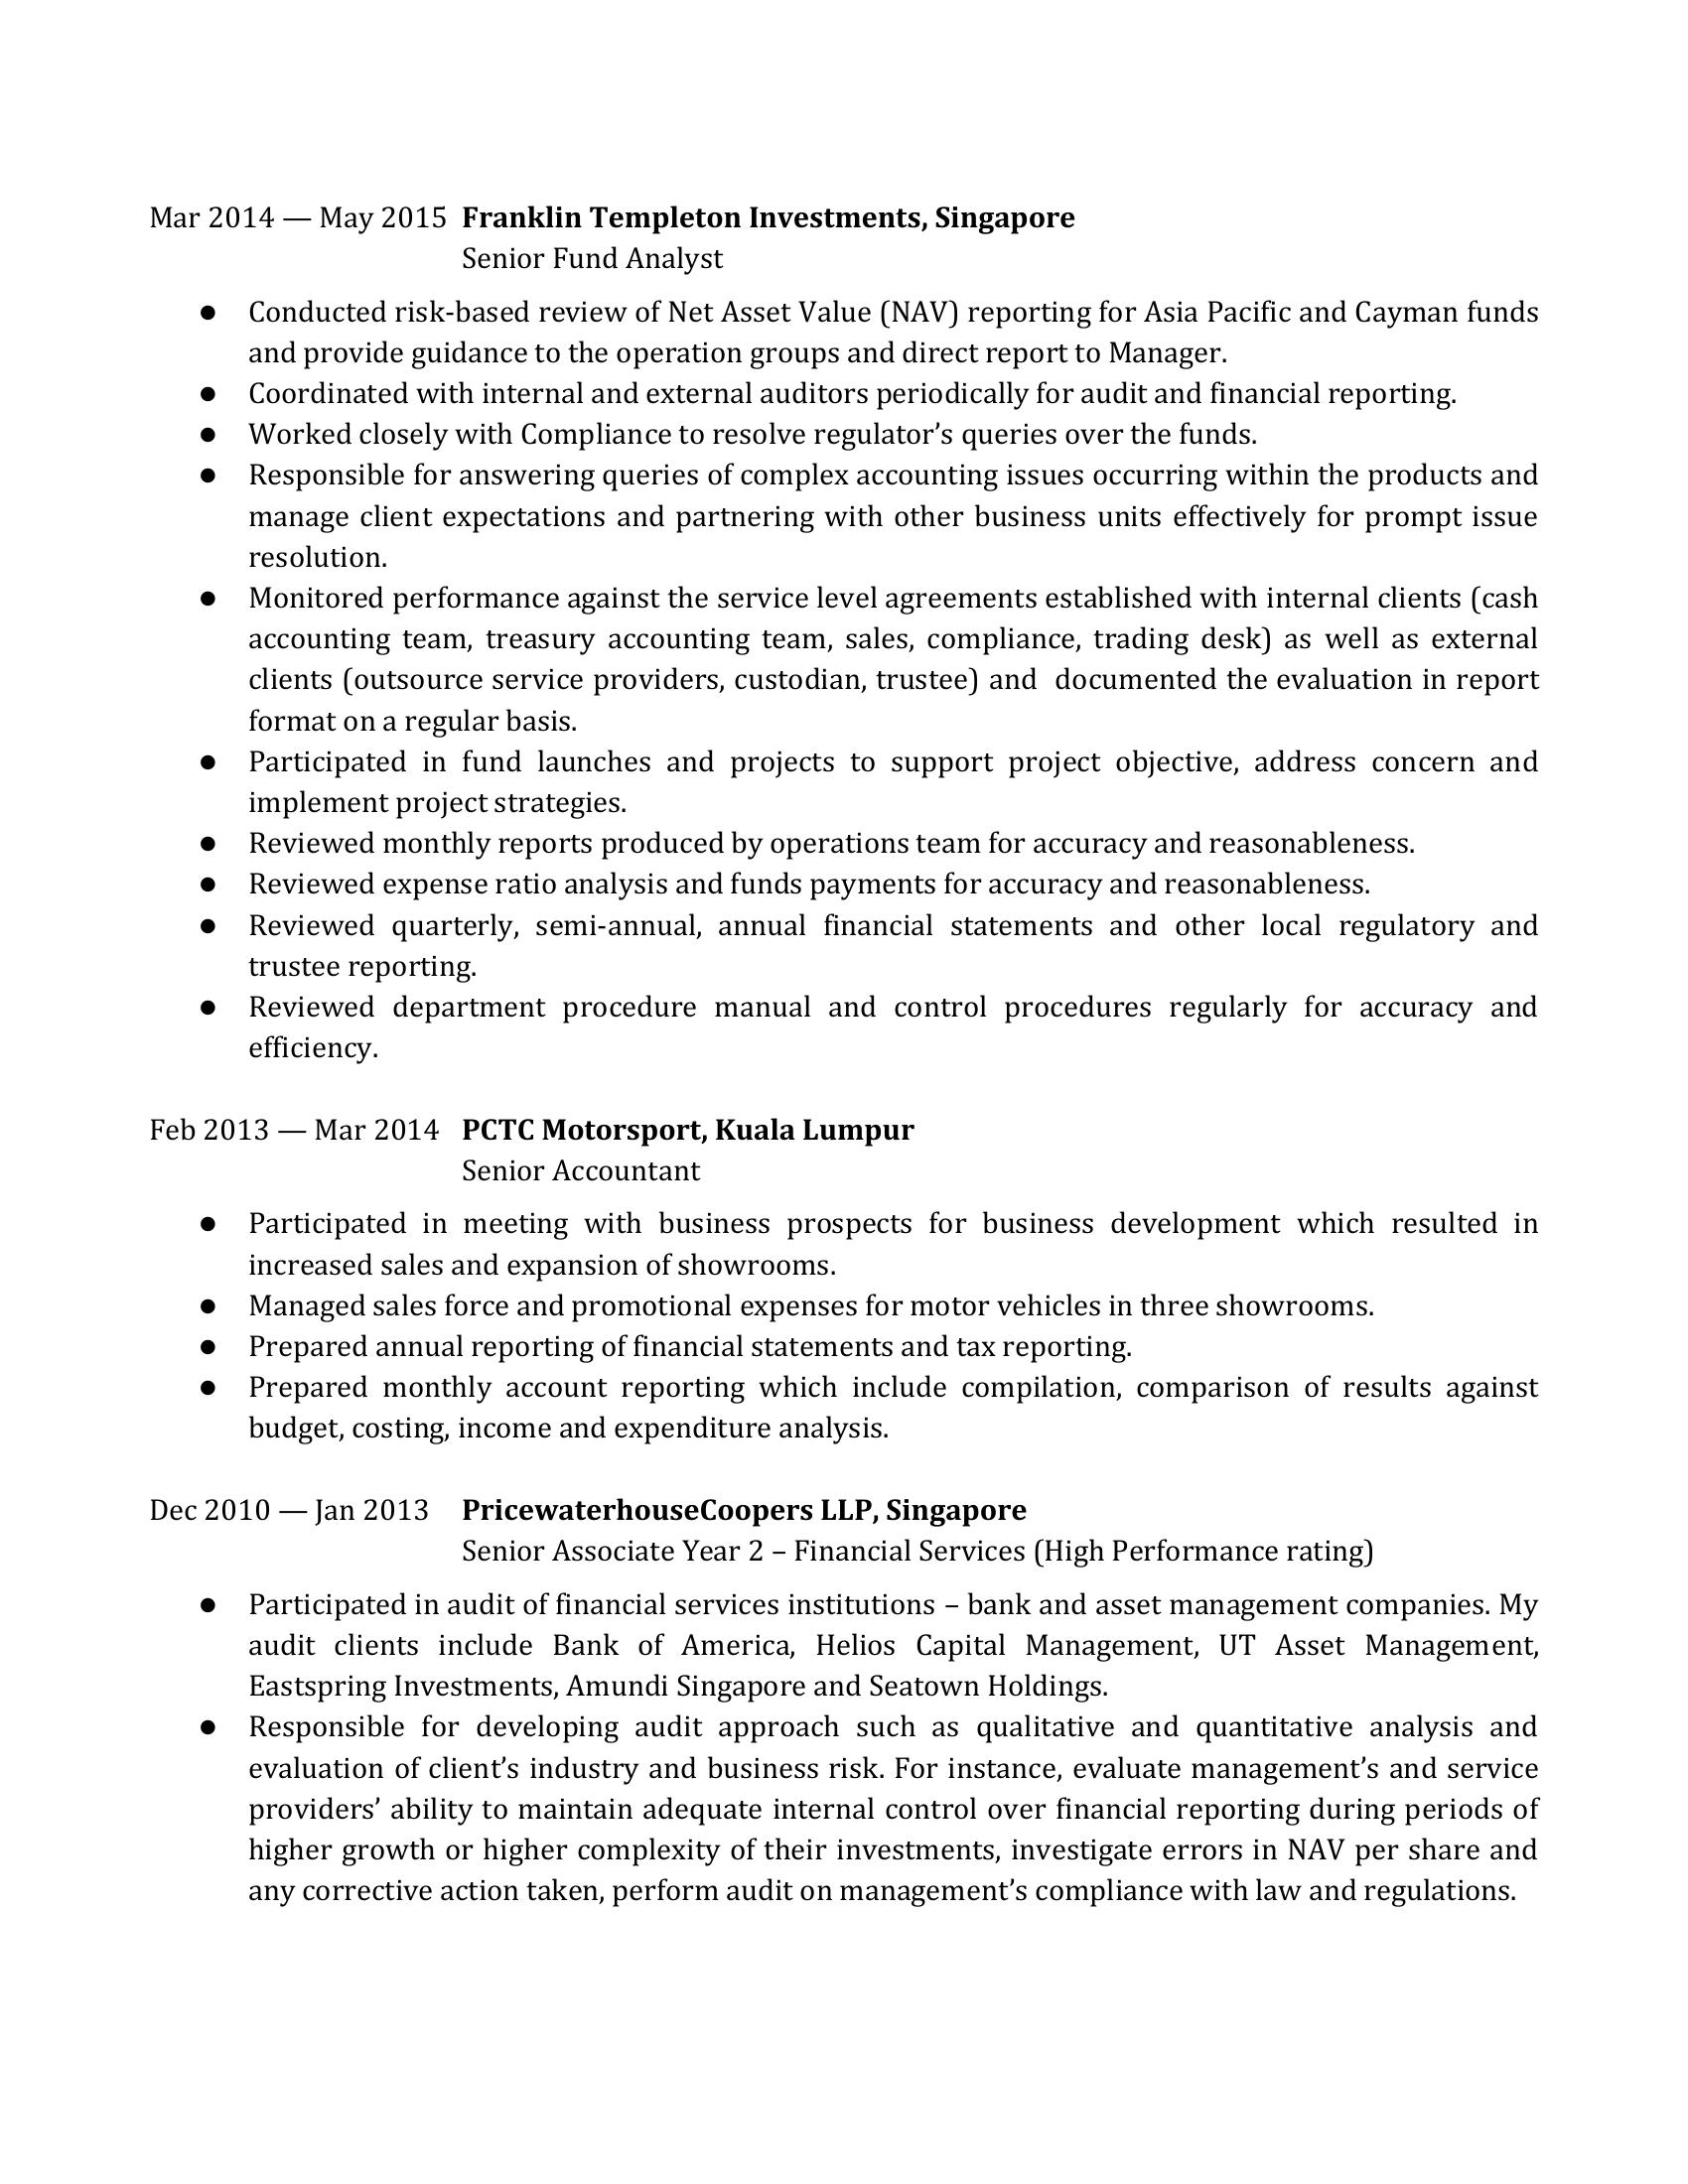 Mar 2014 — May 2015 Franklin Templeton Investments, Singapore
Senior Fund Analyst
● Conducted risk-based review of Net Asset Value (NAV) reporting for Asia Pacific and Cayman funds
and provide guidance to the operation groups and direct report to Manager.
● Coordinated with internal and external auditors periodically for audit and financial reporting.
● Worked closely with Compliance to resolve regulator’s queries over the funds.
● Responsible for answering queries of complex accounting issues occurring within the products and
manage client expectations and partnering with other business units effectively for prompt issue
resolution.
● Monitored performance against the service level agreements established with internal clients (cash
accounting team, treasury accounting team, sales, compliance, trading desk) as well as external
clients (outsource service providers, custodian, trustee) and documented the evaluation in report
format on a regular basis.
● Participated in fund launches and projects to support project objective, address concern and
implement project strategies.
● Reviewed monthly reports produced by operations team for accuracy and reasonableness.
● Reviewed expense ratio analysis and funds payments for accuracy and reasonableness.
● Reviewed quarterly, semi-annual, annual financial statements and other local regulatory and
trustee reporting.
● Reviewed department procedure manual and control procedures regularly for accuracy and
efficiency.
Feb 2013 — Mar 2014 PCTC Motorsport, Kuala Lumpur
Senior Accountant
● Participated in meeting with business prospects for business development which resulted in
increased sales and expansion of showrooms.
● Managed sales force and promotional expenses for motor vehicles in three showrooms.
● Prepared annual reporting of financial statements and tax reporting.
● Prepared monthly account reporting which include compilation, comparison of results against
budget, costing, income and expenditure analysis.
Dec 2010 — Jan 2013 PricewaterhouseCoopers LLP, Singapore
Senior Associate Year 2 – Financial Services (High Performance rating)
● Participated in audit of financial services institutions – bank and asset management companies. My
audit clients include Bank of America, Helios Capital Management, UT Asset Management,
Eastspring Investments, Amundi Singapore and Seatown Holdings.
● Responsible for developing audit approach such as qualitative and quantitative analysis and
evaluation of client’s industry and business risk. For instance, evaluate management’s and service
providers’ ability to maintain adequate internal control over financial reporting during periods of
higher growth or higher complexity of their investments, investigate errors in NAV per share and
any corrective action taken, perform audit on management’s compliance with law and regulations.